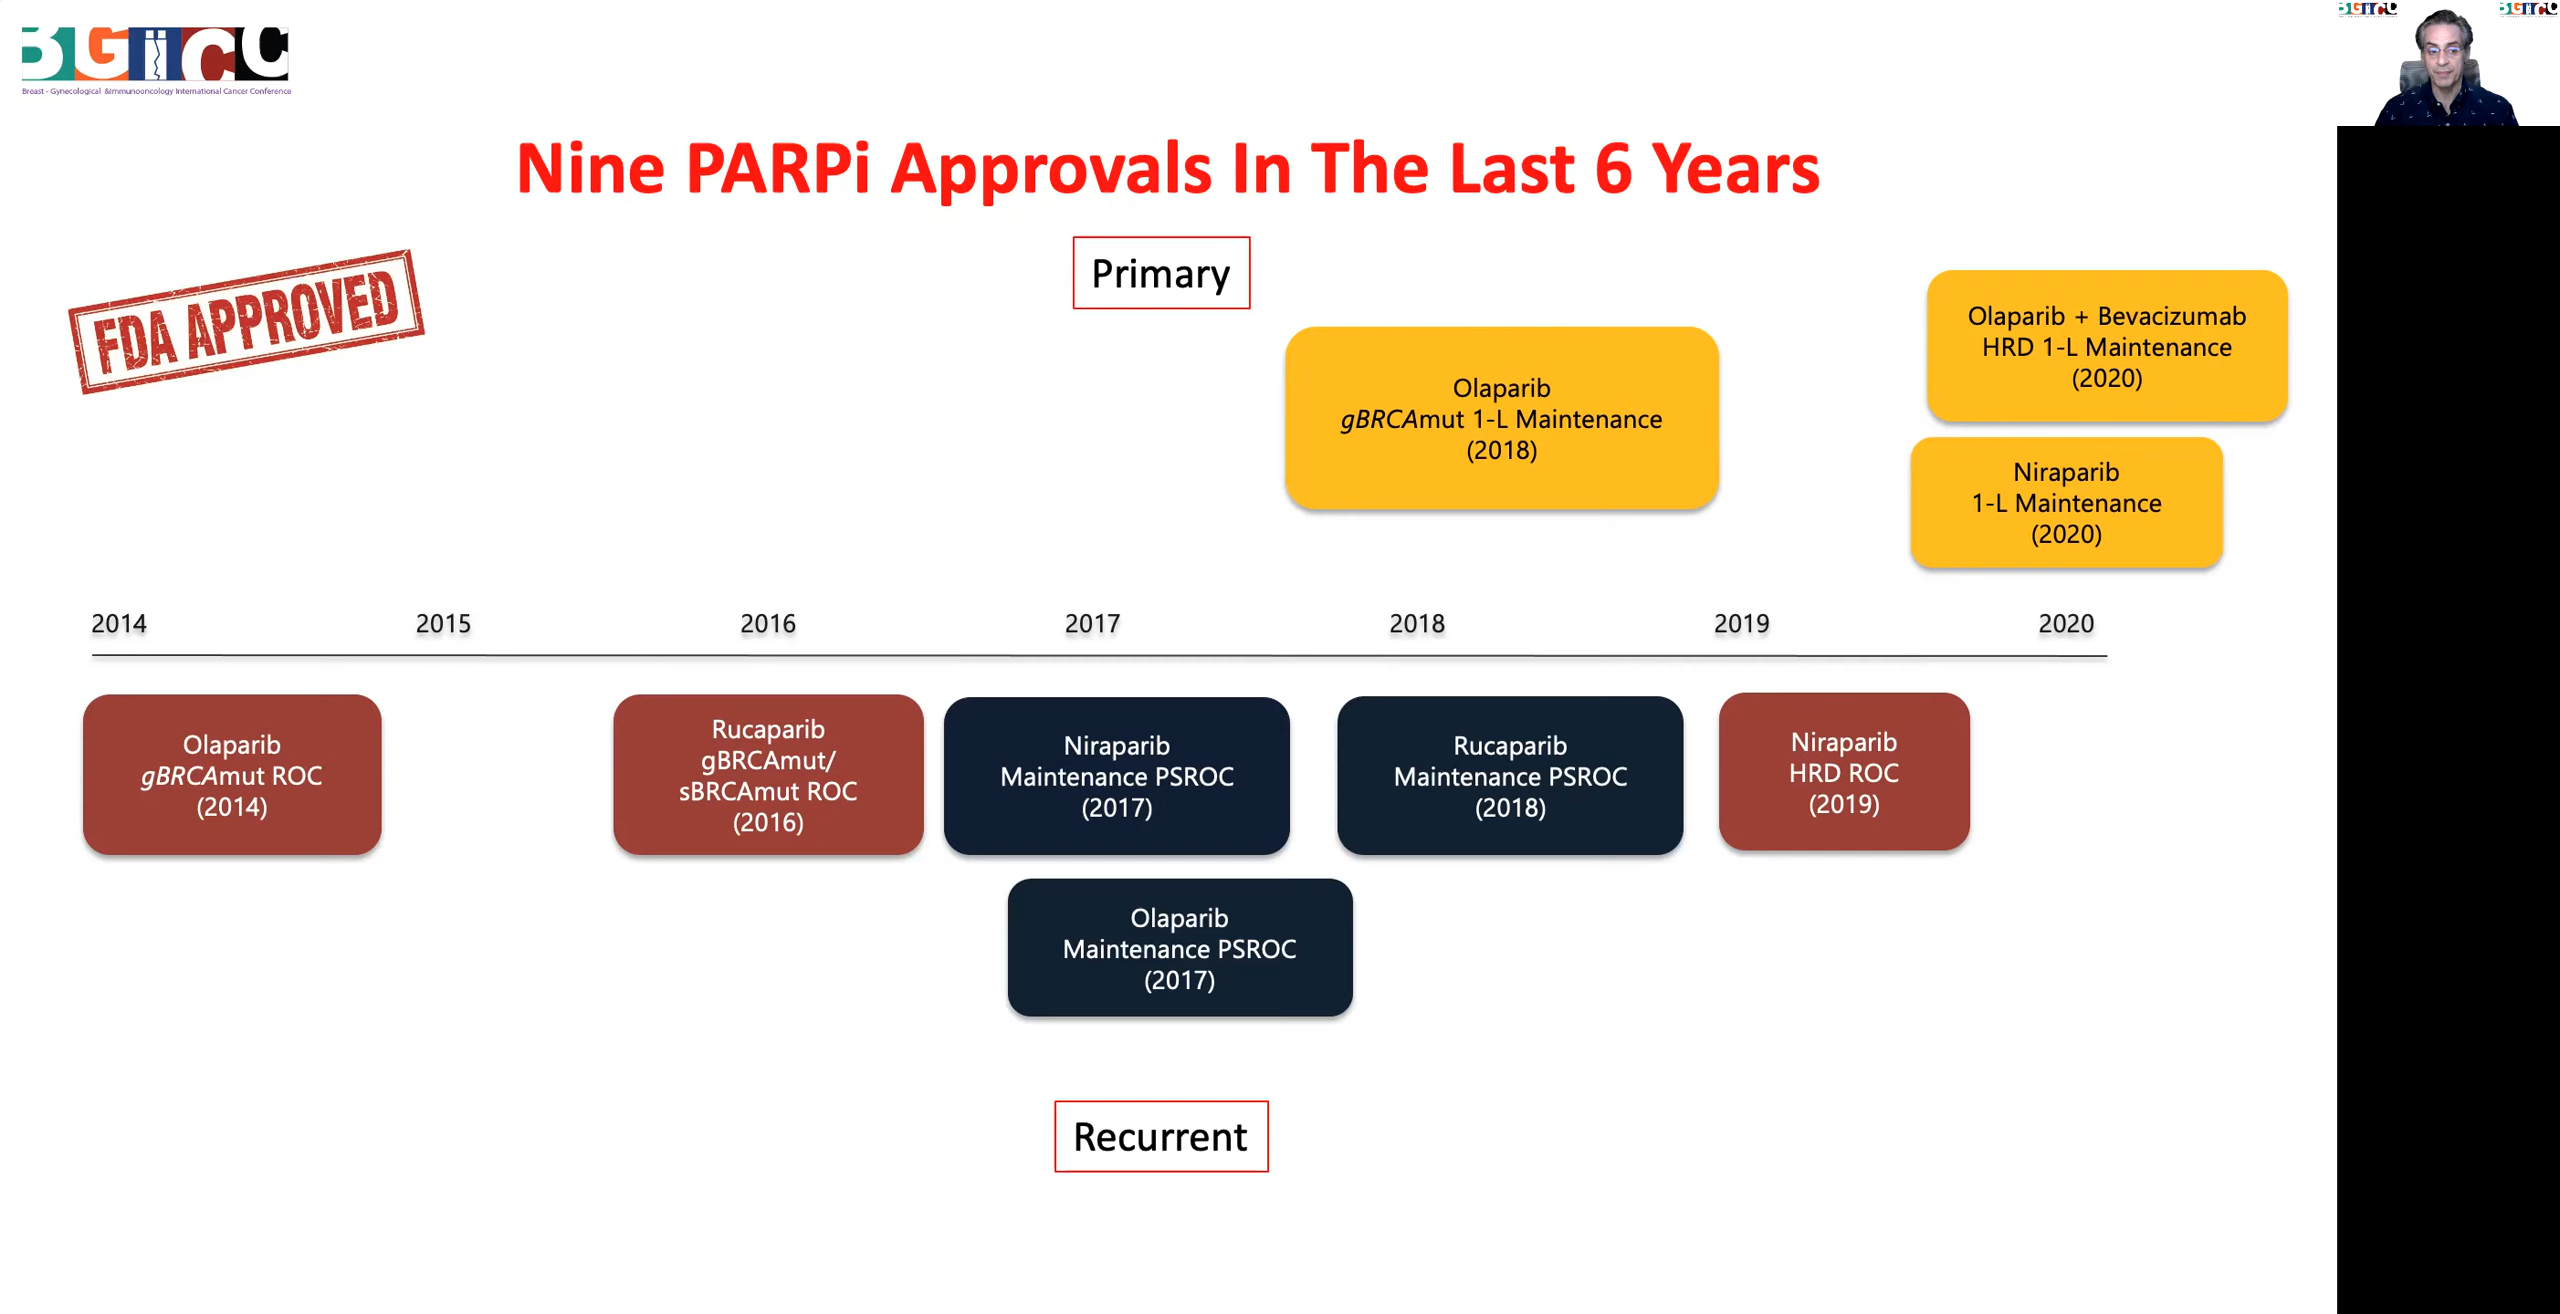 BGiCC
Breast - Gynecological &Immunooncology International Cancer Conference
Nine PARPi Approvals In The Last 6 Years
FDA APPROVED
Primary
Olaparib
gBRCAmut 1-L Maintenance
(2018)
Olaparib + Bevacizumab
HRD 1-L Maintenance
(2020)
Niraparib
1-L Maintenance
(2020)
2014 2015 2016 2017 2018 2019 2020
Olaparib
gBRCAmut ROC
(2014)
Rucaparib
gBRCAmut/
sBRCAmut ROC
(2016)
Niraparib
Maintenance PSROC
(2017)
Rucaparib
Maintenance PSROC
(2018)
Niraparib
HRD ROC
(2019)
Olaparib
Maintenance PSROC
(2017)
Recurrent